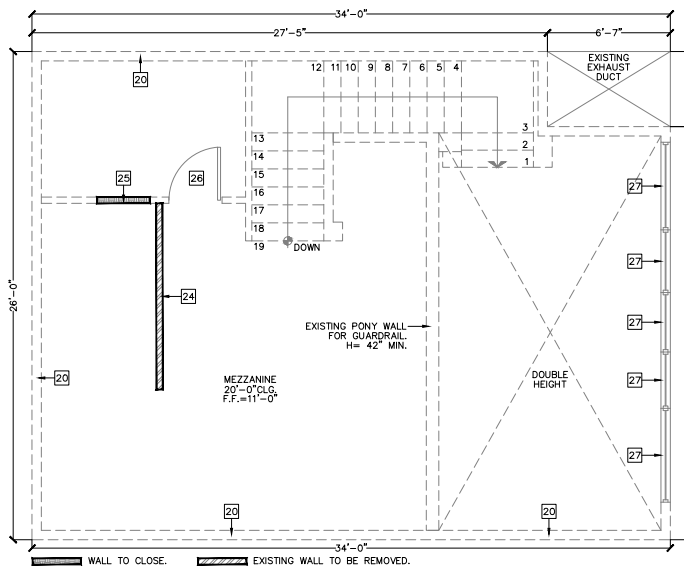 34'-0"
27'-5"
6'-7"
EXISTING
EXHAUST
DUCT
20
12 11 10 9 8 7 6 5 4
3
2
1
13
14
15
16
17
18
19
DOWN
25
26
27
27
27
27
27
24
26'-0"
EXISTING PONY WALL
FOR GUARDRAIL.
H= 42" MIN.
20
MEZZANINE
20'-0"CLG.
F.F.=11'-0"
DOUBLE
HEIGHT
20
20
34'-0"
WALL TO CLOSE.
EXISTING WALL TO BE REMOVED.